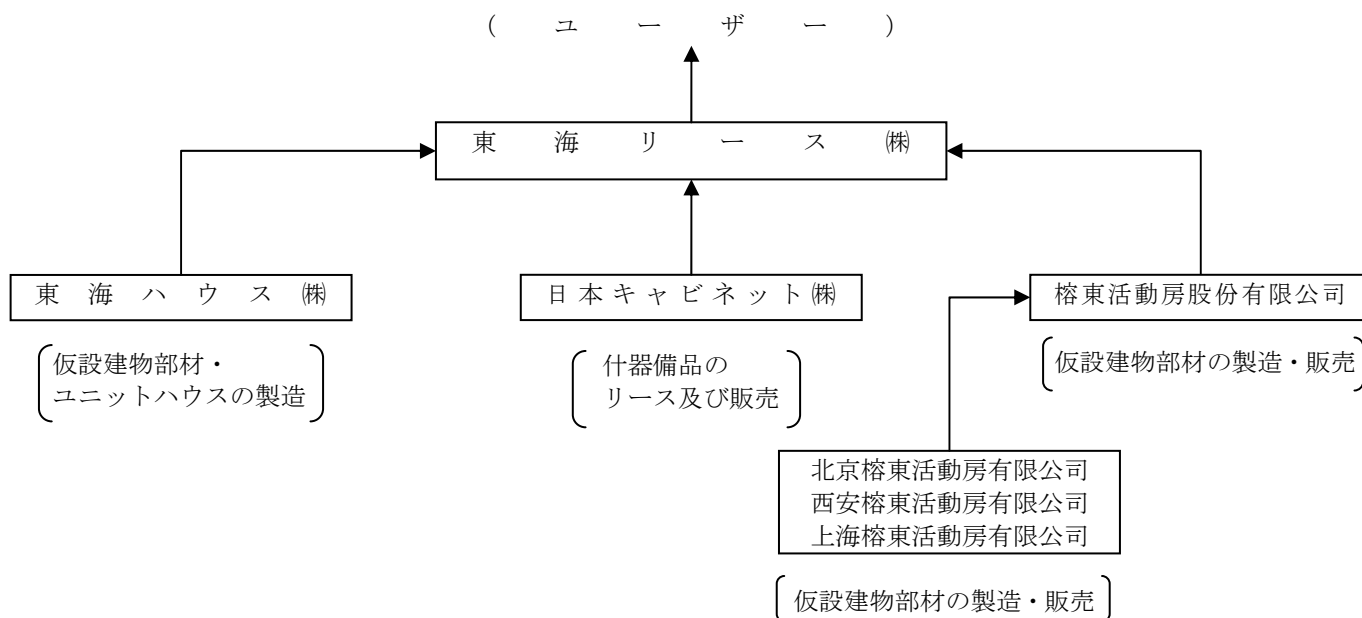 （ユーザー）
東海リース㈱
東海ハウス㈱
日本キャビネット㈱
榕東活動房股份有限公司
仮設建物部材・
ユニットハウスの製造
什器備品の
リース及び販売
仮設建物部材の製造・販売
北京榕東活動房有限公司
西安榕東活動房有限公司
上海榕東活動房有限公司
仮設建物部材の製造・販売